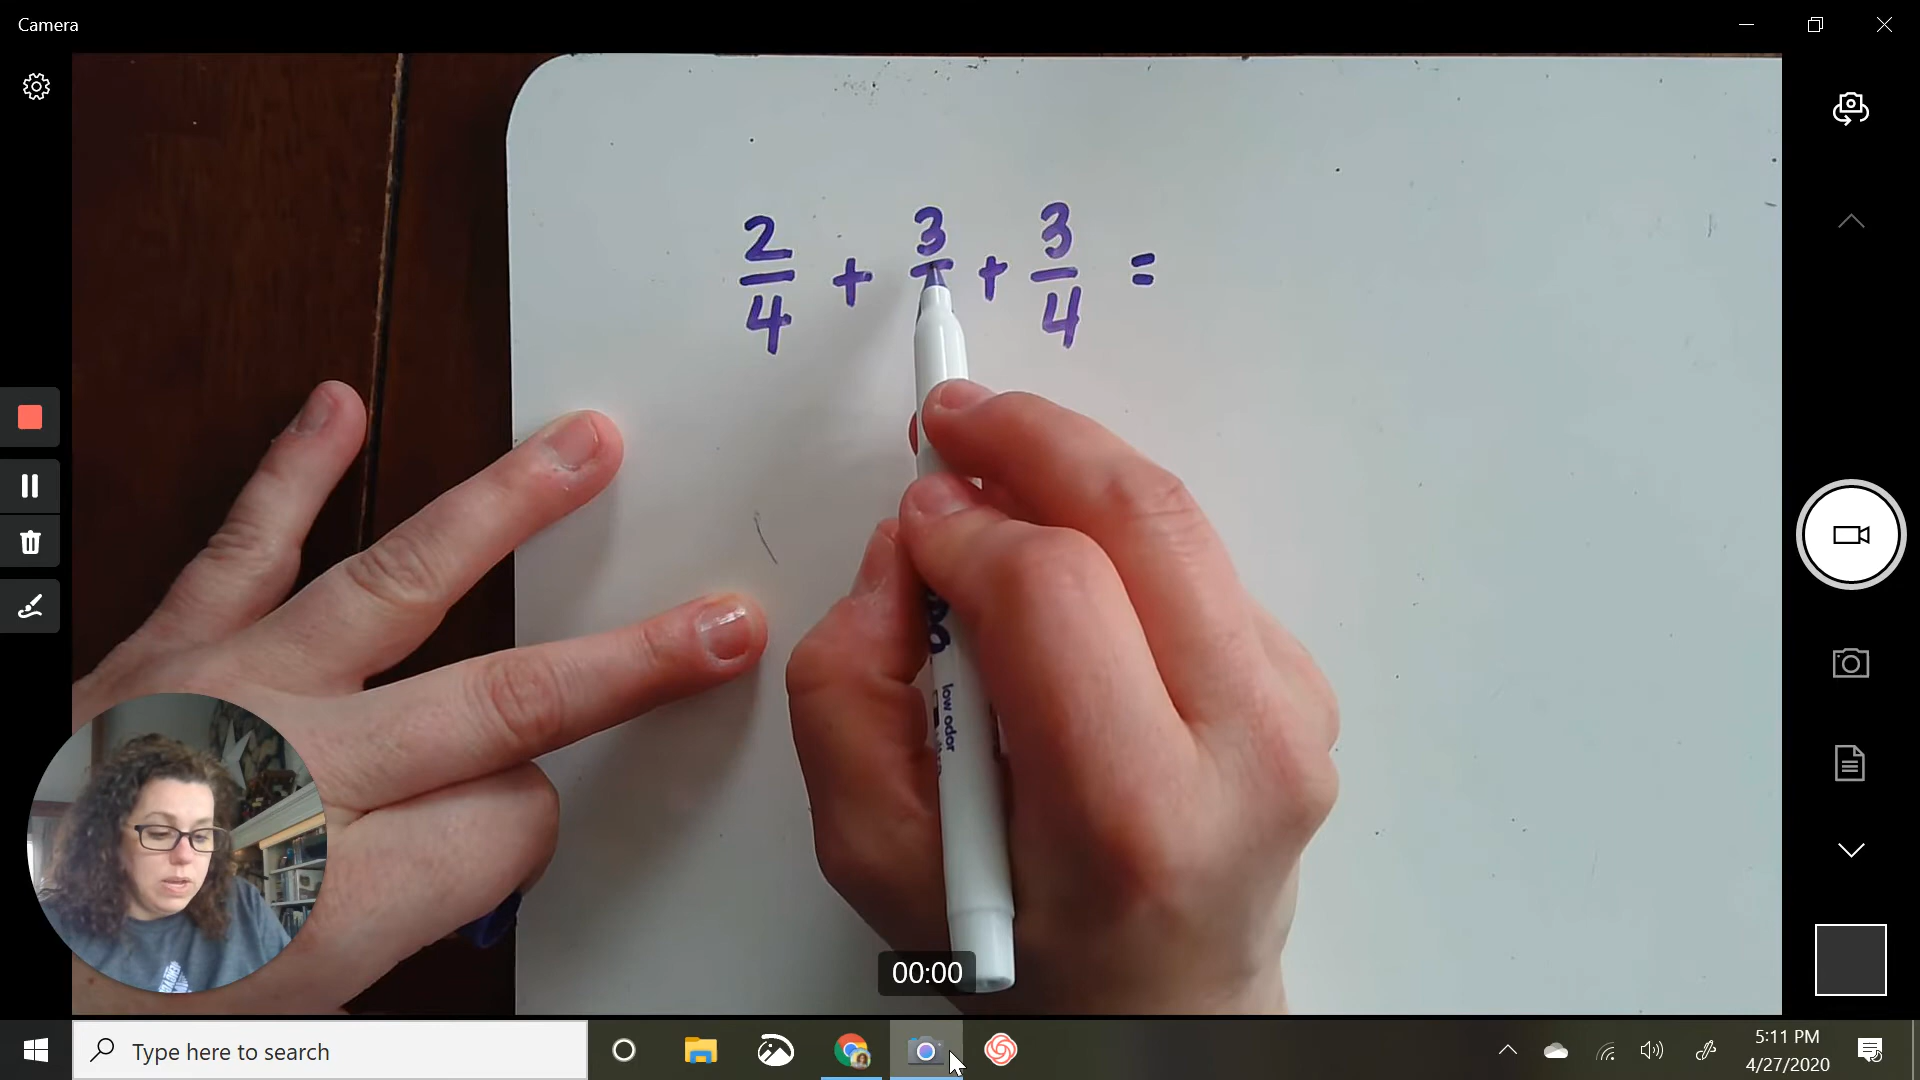 Camera
2/4 + 3/ + 3/4 =
low odor
00:00
Type here to search
5:11 PM
4/27/2020